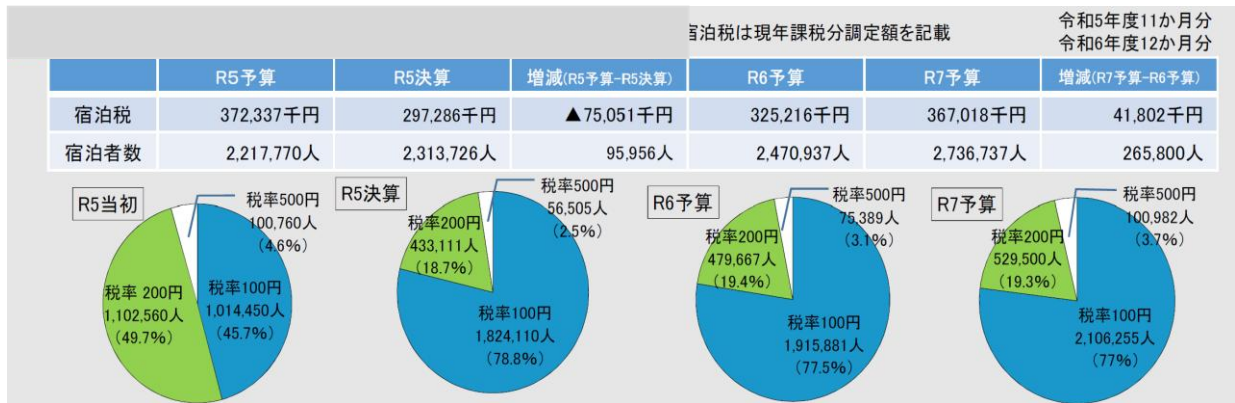 宿泊税は現年課税分調定額を記載
令和5年度11か月分
令和6年度12か月分
R5予算 R5決算 増減(R5予算-R5決算) R6予算 R7予算 増減(R7予算-R6予算)
宿泊税 372,337千円 297,286千円 ▲75,051千円 325,216千円 367,018千円 41,802千円
宿泊者数 2,217,770人 2,313,726人 95,956人 2,470,937人 2,736,737人 265,800人
R5当初
税率500円
100,760人
(4.6%)
税率 200円
1,102,560人
(49.7%)
税率100円
1,014,450人
(45.7%)
R5決算
税率500円
56,505人
(2.5%)
税率200円
433,111人
(18.7%)
税率100円
1,824,110人
(78.8%)
R6予算
税率500円
75,389人
(3.1%)
税率200円
479,667人
(19.4%)
税率100円
1,915,881人
(77.5%)
R7予算
税率500円
100,982人
(3.7%)
税率200円
529,500人
(19.3%)
税率100円
2,106,255人
(77%)